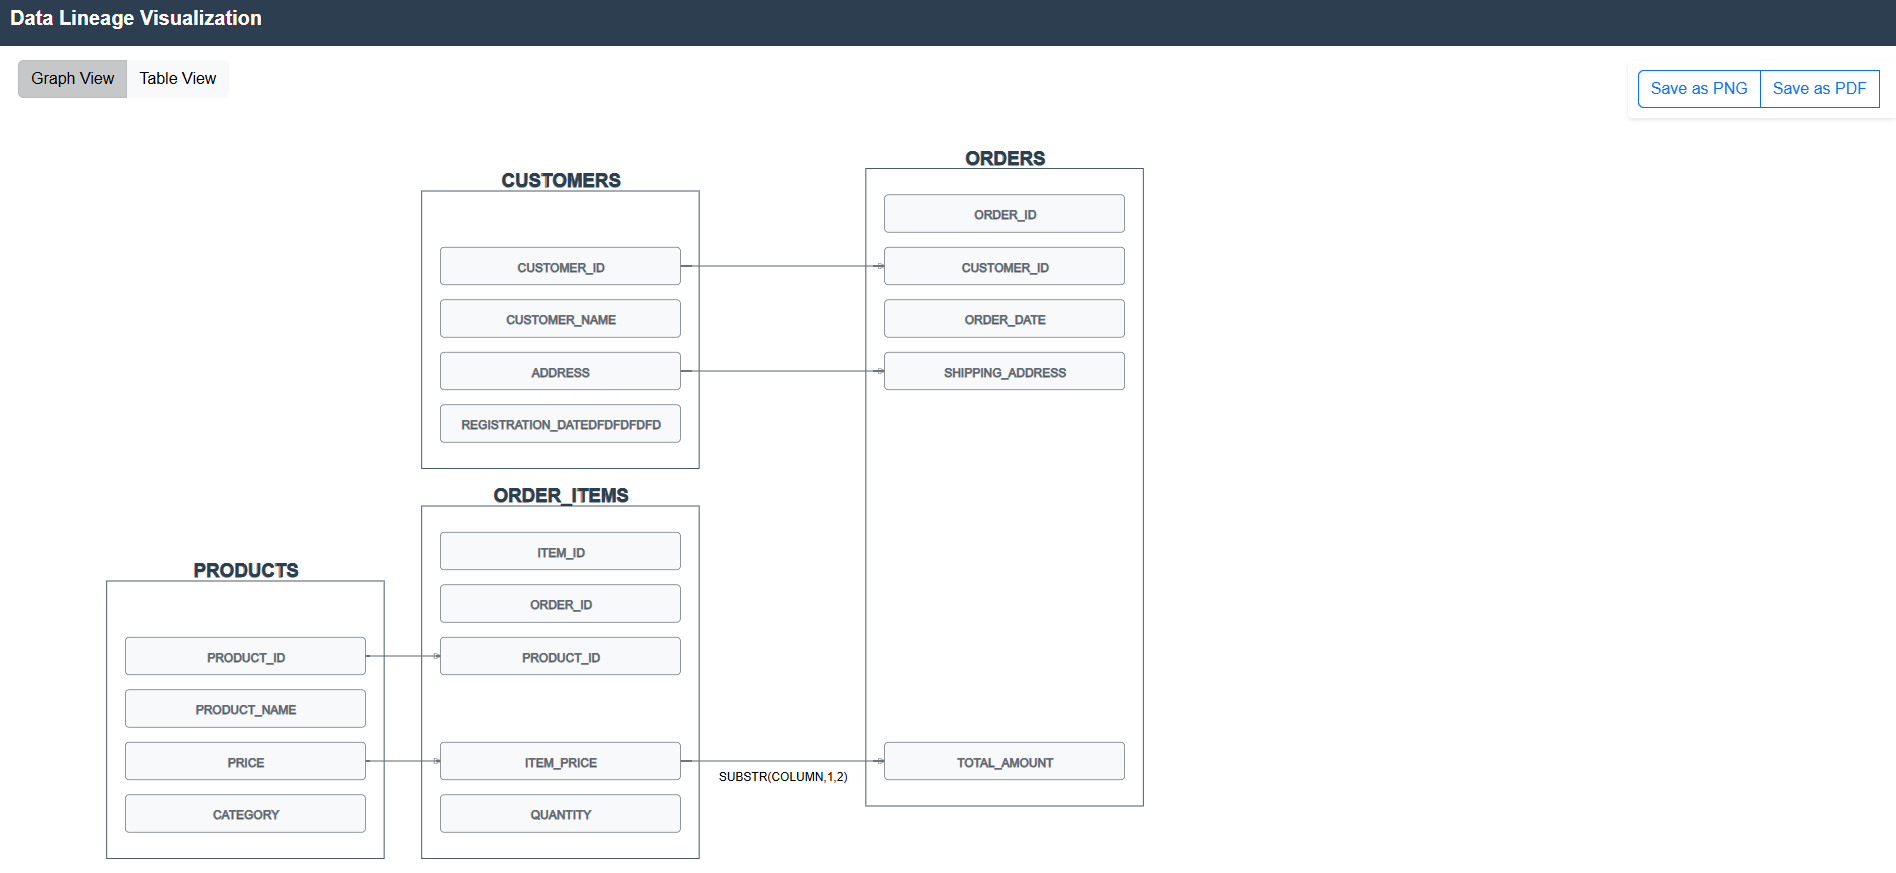 Data Lineage Visualization
Graph View
Table View
Save as PNG
Save as PDF
CUSTOMERS
CUSTOMER_ID
CUSTOMER_NAME
ADDRESS
REGISTRATION_DATEDFDFDFDFD
ORDERS
ORDER_ID
CUSTOMER_ID
ORDER_DATE
SHIPPING_ADDRESS
TOTAL_AMOUNT
ORDER_ITEMS
ITEM_ID
ORDER_ID
PRODUCT_ID
ITEM_PRICE
QUANTITY
SUBSTR(COLUMN,1,2)
PRODUCTS
PRODUCT_ID
PRODUCT_NAME
PRICE
CATEGORY